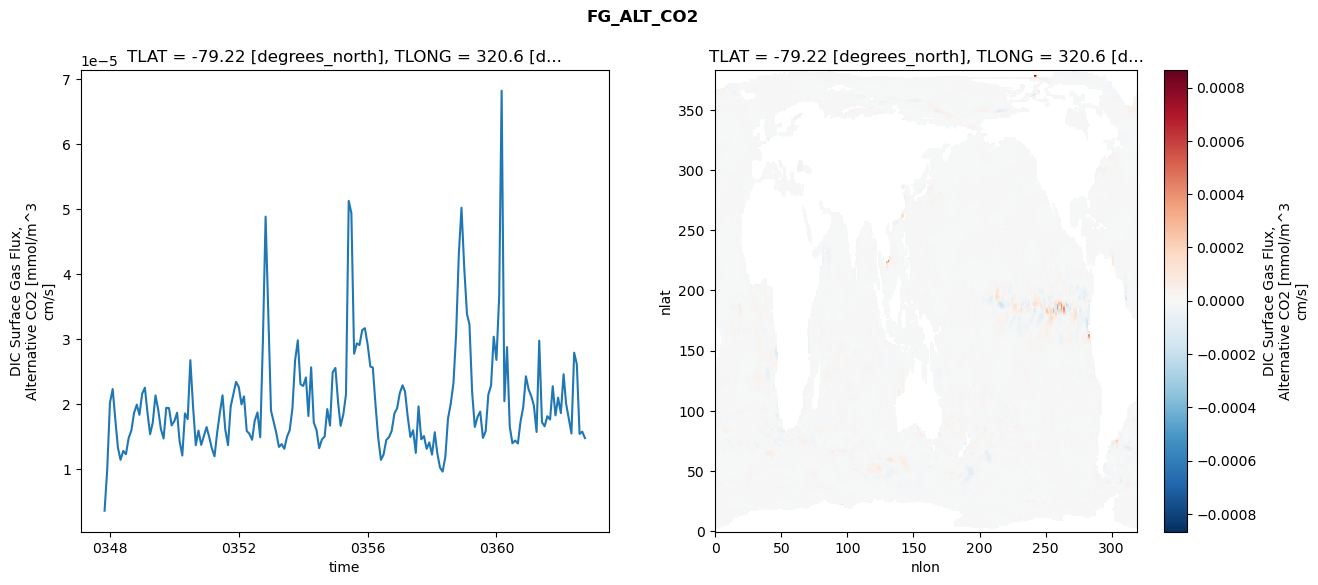 FG_ALT_CO2
TLAT = -79.22 [degrees_north], TLONG = 320.6 [d...
1e−5
7
6
5
4
3
2
1
DIC Surface Gas Flux,
Alternative CO2 [mmol/m^3
cm/s]
0348
0352
0356
0360
time
TLAT = -79.22 [degrees_north], TLONG = 320.6 [d...
350
300
250
200
150
100
50
0
nlat
0
50
100
150
200
250
300
nlon
0.0008
0.0006
0.0004
0.0002
0.0000
−0.0002
−0.0004
−0.0006
−0.0008
DIC Surface Gas Flux,
Alternative CO2 [mmol/m^3
cm/s]